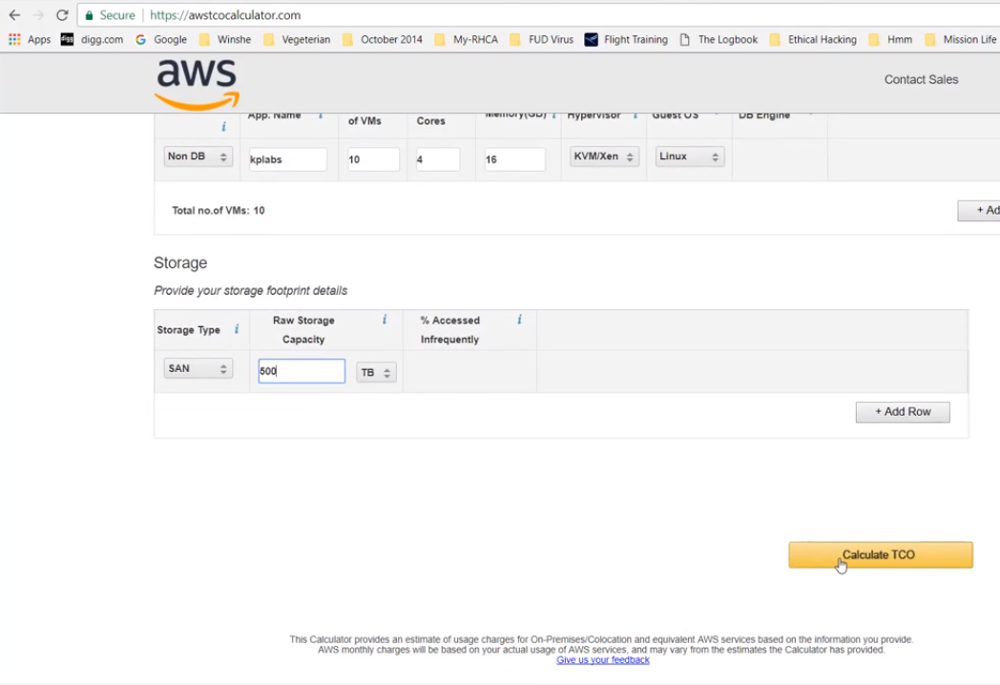 Secure | https://awstcocalculator.com
Apps digg.com Google Winshe Vegeterian October 2014 My-RHCA FUD Virus Flight Training The Logbook Ethical Hacking Hmm Mission Life
aws
Contact Sales
App. Name i of VMs Cores Memory(GB) i Hypervisor i Guest OS DB Engine
i
Non DB kplabs 10 4 16 KVM/Xen Linux
Total no.of VMs: 10
+ Ad
Storage
Provide your storage footprint details
Storage Type i
Raw Storage i
Capacity
% Accessed i
Infrequently
SAN 500 TB
+ Add Row
Calculate TCO
This Calculator provides an estimate of usage charges for On-Premises/Colocation and equivalent AWS services based on the information you provide.
AWS monthly charges will be based on your actual usage of AWS services, and may vary from the estimates the Calculator has provided.
Give us your feedback